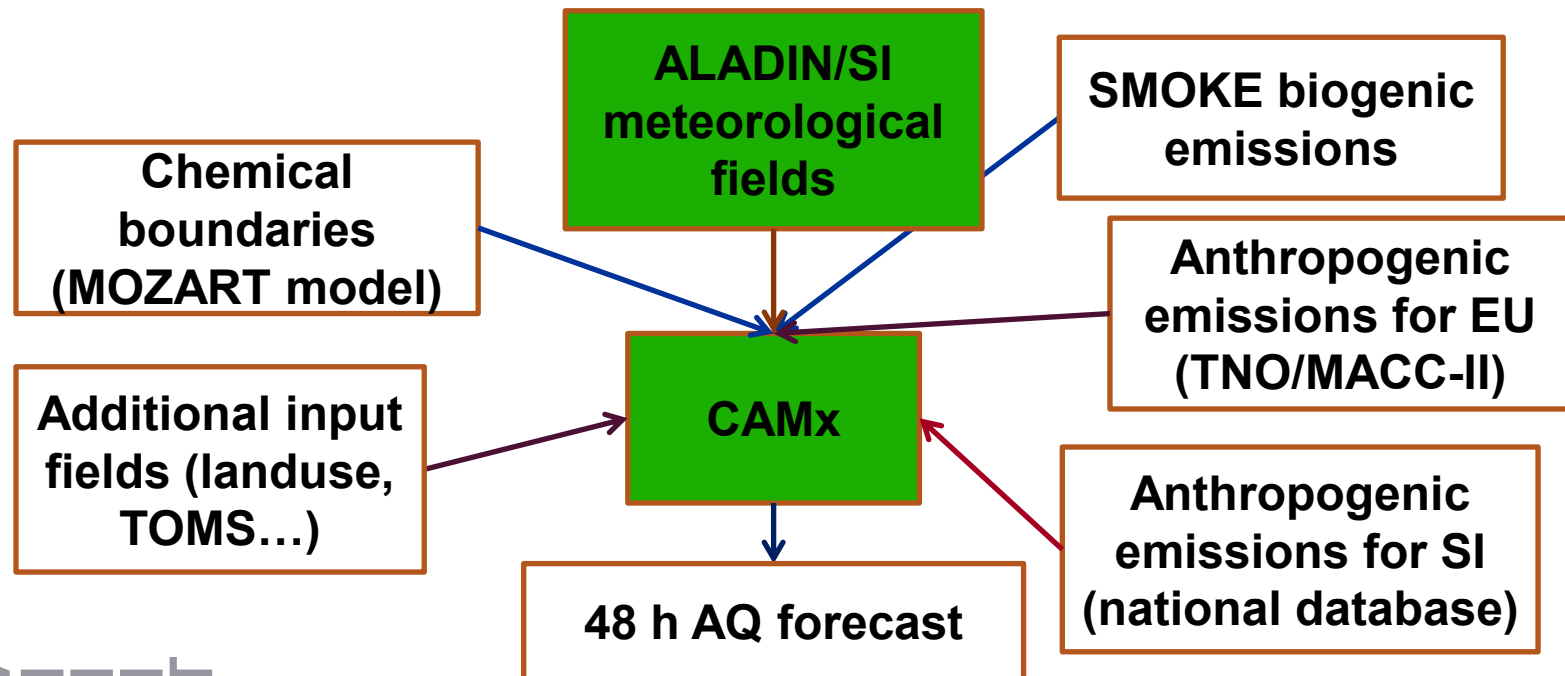 ALADIN/SI
meteorological
fields
SMOKE biogenic
emissions
Chemical
boundaries
(MOZART model)
Anthropogenic
emissions for EU
(TNO/MACC-II)
CAMx
Additional input
fields (landuse,
TOMS…)
Anthropogenic
emissions for SI
(national database)
48 h AQ forecast